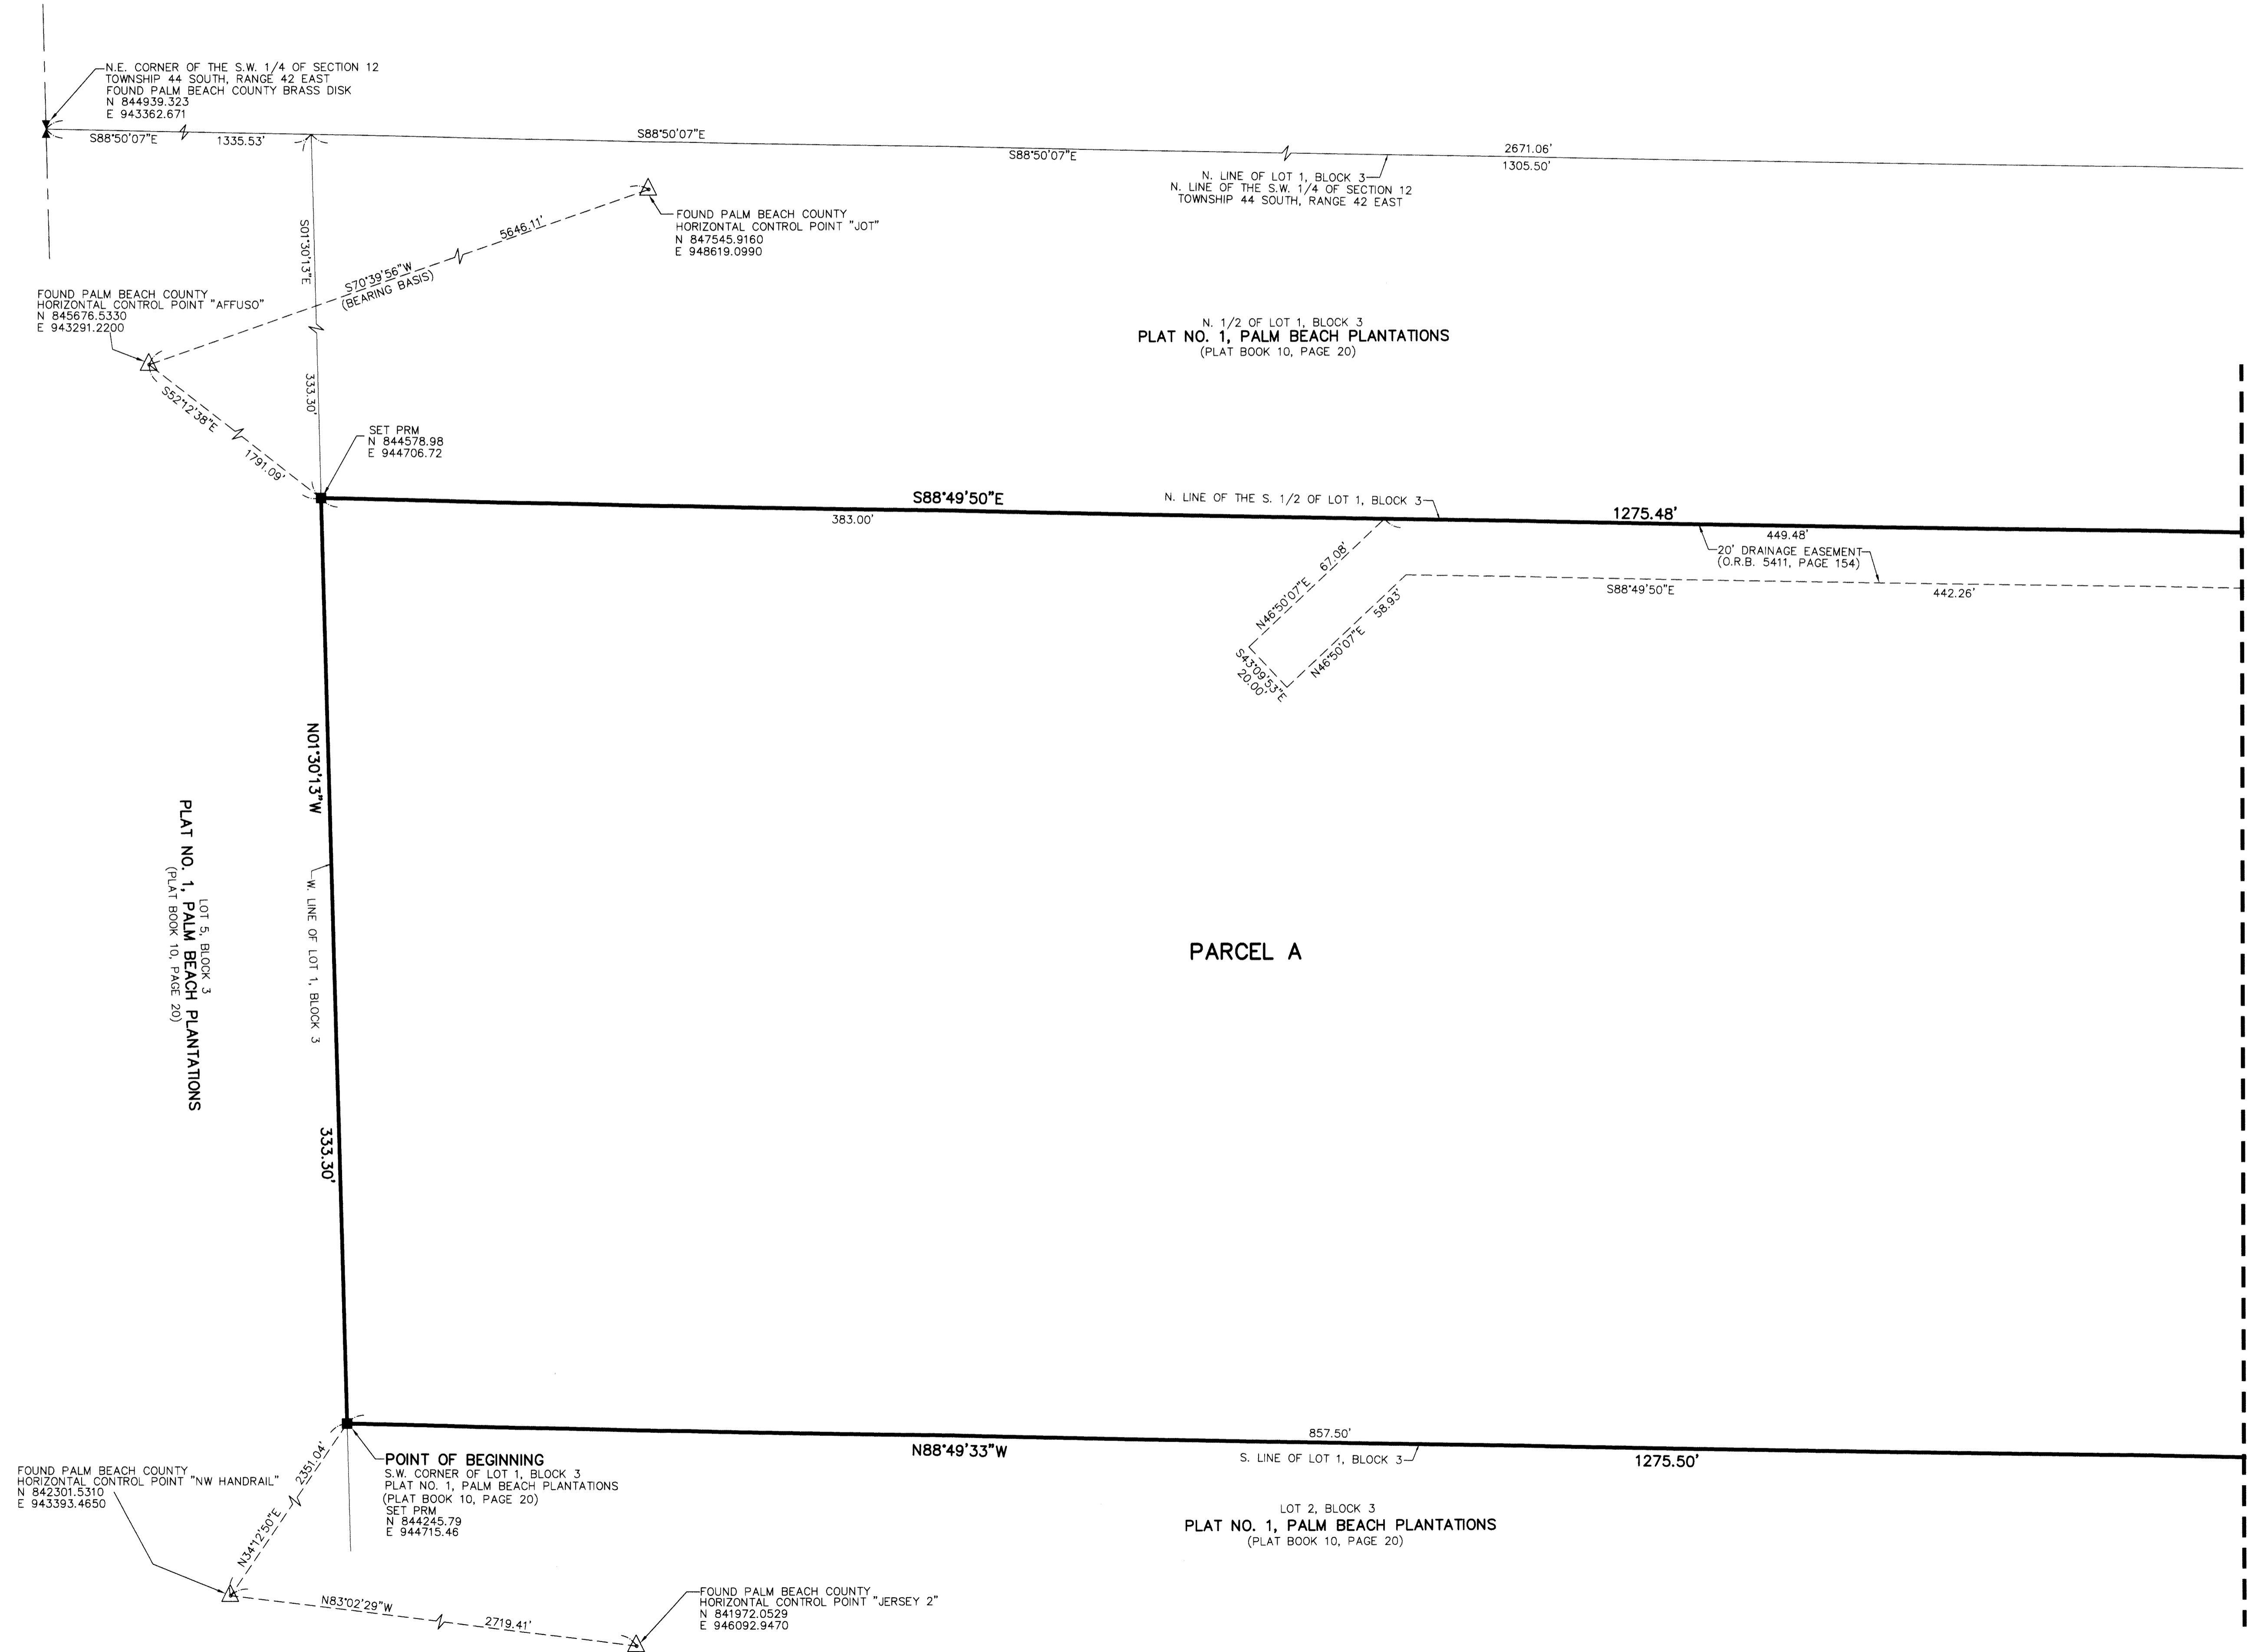 N.E. CORNER OF THE S.W. 1/4 OF SECTION 12
TOWNSHIP 44 SOUTH, RANGE 42 EAST
FOUND PALM BEACH COUNTY BRASS DISK
N 844939.323
E 943362.671
S88°50'07"E
1335.53'
S88°50'07"E
S88°50'07"E
2671.06'
1305.50'
N. LINE OF LOT 1, BLOCK 3
N. LINE OF THE S.W. 1/4 OF SECTION 12
TOWNSHIP 44 SOUTH, RANGE 42 EAST
FOUND PALM BEACH COUNTY
HORIZONTAL CONTROL POINT "JOT"
N 847545.9160
E 948619.0990
5646.11'
S70°39'56"W
(BEARING BASIS)
S01°30'13"E
333.30'
FOUND PALM BEACH COUNTY
HORIZONTAL CONTROL POINT "AFFUSO"
N 845676.5330
E 943291.2200
S52°12'38"E
1791.09'
N. 1/2 OF LOT 1, BLOCK 3
PLAT NO. 1, PALM BEACH PLANTATIONS
(PLAT BOOK 10, PAGE 20)
SET PRM
N 844578.98
E 944706.72
S88°49'50"E
383.00'
N. LINE OF THE S. 1/2 OF LOT 1, BLOCK 3
1275.48'
449.48'
20' DRAINAGE EASEMENT
(O.R.B. 5411, PAGE 154)
N46°50'07"E 67.08'
N46°50'07"E 58.93'
S43°09'53"E
20.00'
S88°49'50"E
442.26'
N01°30'13"W
333.30'
W. LINE OF LOT 1, BLOCK 3
LOT 5, BLOCK 3
PLAT NO. 1, PALM BEACH PLANTATIONS
(PLAT BOOK 10, PAGE 20)
PARCEL A
857.50'
N88°49'33"W
S. LINE OF LOT 1, BLOCK 3
1275.50'
POINT OF BEGINNING
S.W. CORNER OF LOT 1, BLOCK 3
PLAT NO. 1, PALM BEACH PLANTATIONS
(PLAT BOOK 10, PAGE 20)
SET PRM
N 844245.79
E 944715.46
2351.04'
N34°12'50"E
FOUND PALM BEACH COUNTY
HORIZONTAL CONTROL POINT "NW HANDRAIL"
N 842301.5310
E 943393.4650
LOT 2, BLOCK 3
PLAT NO. 1, PALM BEACH PLANTATIONS
(PLAT BOOK 10, PAGE 20)
N83°02'29"W
2719.41'
FOUND PALM BEACH COUNTY
HORIZONTAL CONTROL POINT "JERSEY 2"
N 841972.0529
E 946092.9470